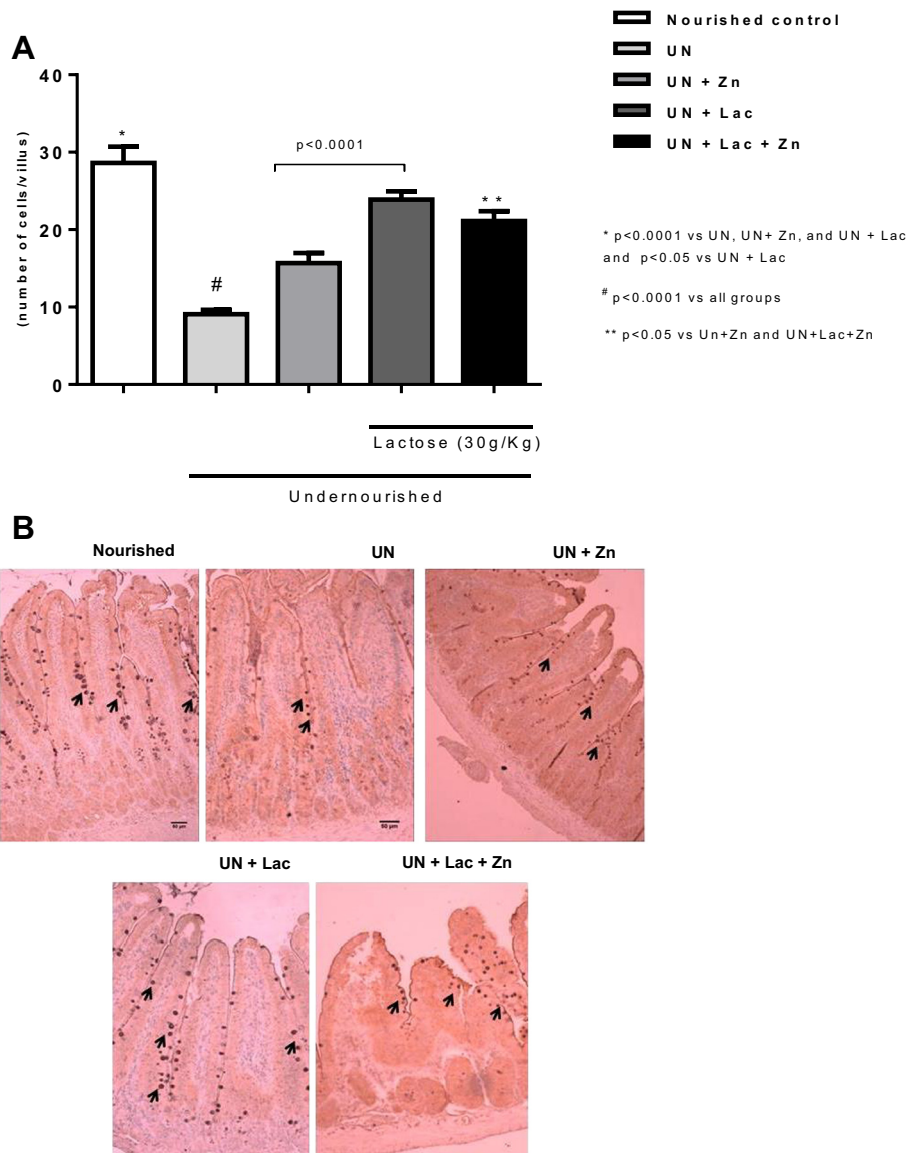 Nourished control
UN
UN + Zn
UN + Lac
UN + Lac + Zn
A
(number of cells/villus)
40
30
20
10
0
*
#
p<0.0001
**
Lactose (30g/Kg)
Undernourished
* p<0.0001 vs UN, UN+ Zn, and UN + Lac
and p<0.05 vs UN + Lac
# p<0.0001 vs all groups
** p<0.05 vs Un+Zn and UN+Lac+Zn
B
Nourished
UN
UN + Zn
UN + Lac
UN + Lac + Zn